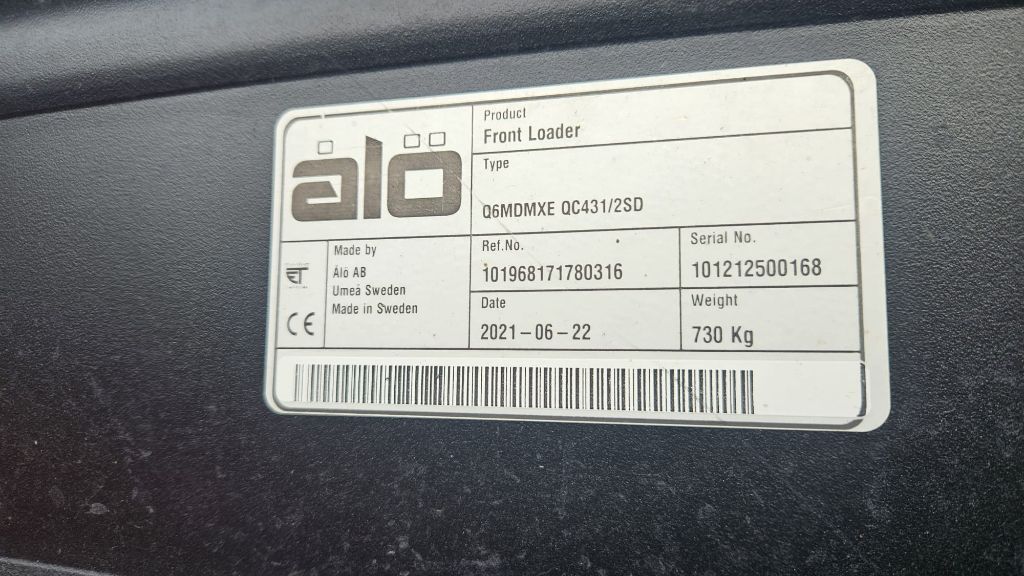 ålö
Product
Front Loader
Type
Q6MDMXE QC431/2SD
Made by
Ålö AB
Umeå Sweden
Made in Sweden
CE
Ref.No.
101968171780316
Serial No.
101212500168
Date
2021-06-22
Weight
730 Kg